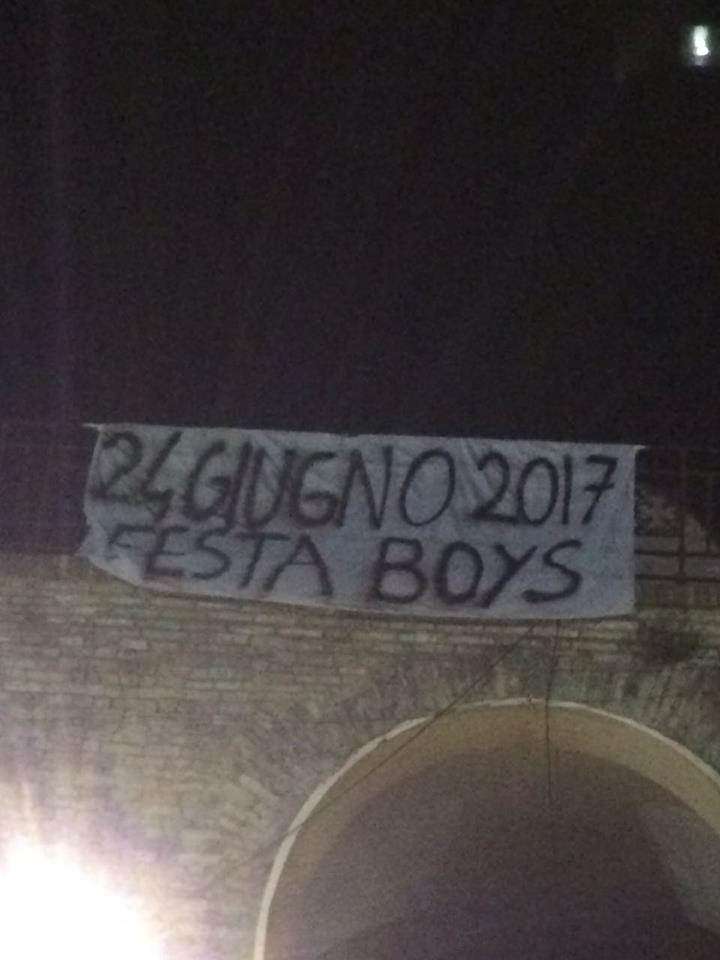 24 GIUGNO 2017
FESTA BOYS